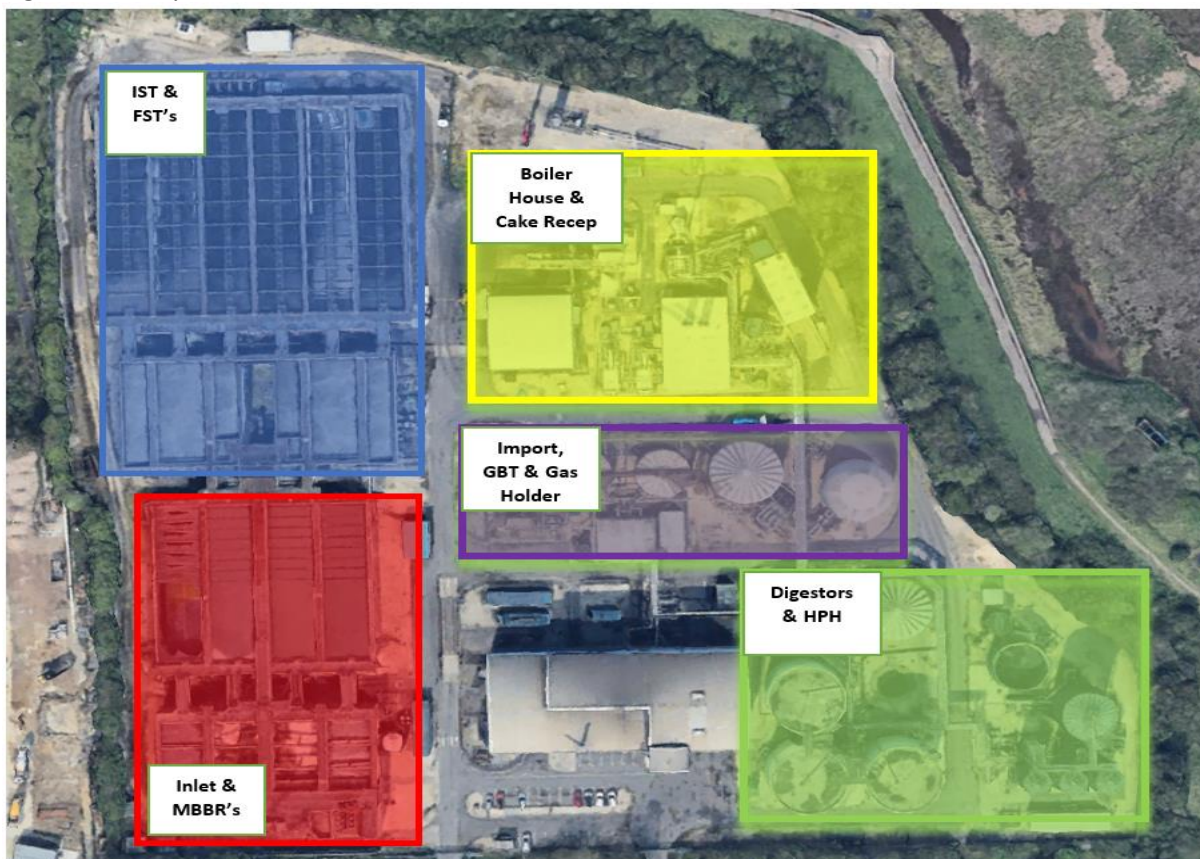 IST &
FST's
Boiler
House &
Cake Recep
Import,
GBT & Gas
Holder
Digestors
& HPH
Inlet &
MBBR's